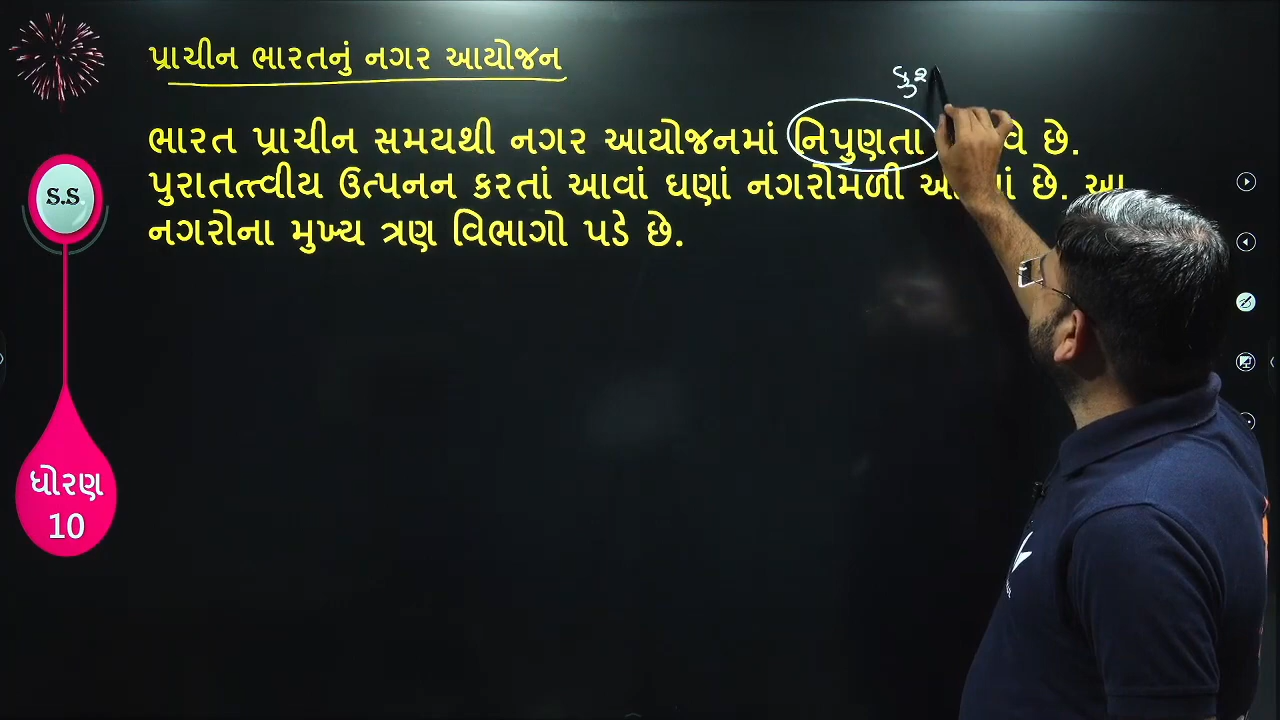 પ્રાચીન ભારતનું નગર આયોજન
ભારત પ્રાચીન સમયથી નગર આયોજનમાં નિપુણતા છે.
પુરાતત્ત્વીય ઉત્પનન કરતાં આવાં ઘણાં નગરોમળી છે. આ
નગરોના મુખ્ય ત્રણ વિભાગો પડે છે.
S.S.
ધોરણ
10